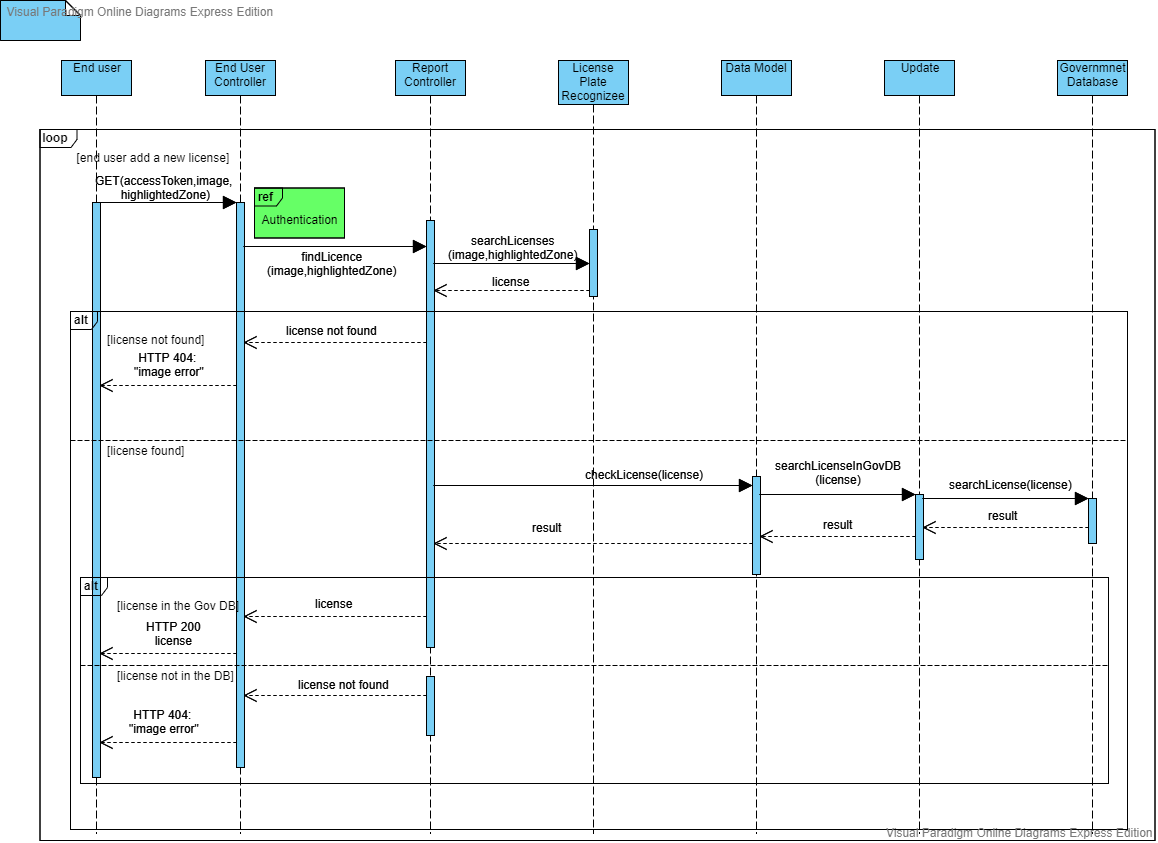 Visual Paradigm Online Diagrams Express Edition
End user
End User
Controller
Report
Controller
License
Plate
Recognizee
Data Model
Update
Governmnet
Database
loop
[end user add a new license]
GET(accessToken,image,
highlightedZone)
ref
Authentication
findLicence
(image,highlightedZone)
searchLicenses
(image,highlightedZone)
license
alt
[license not found]
license not found
HTTP 404:
"image error"
[license found]
checkLicense(license)
searchLicenseInGovDB
(license)
searchLicense(license)
result
result
result
alt
[license in the Gov DB]
license
HTTP 200
license
[license not in the DB]
license not found
HTTP 404:
"image error"
Visual Paradigm Online Diagrams Express Edition